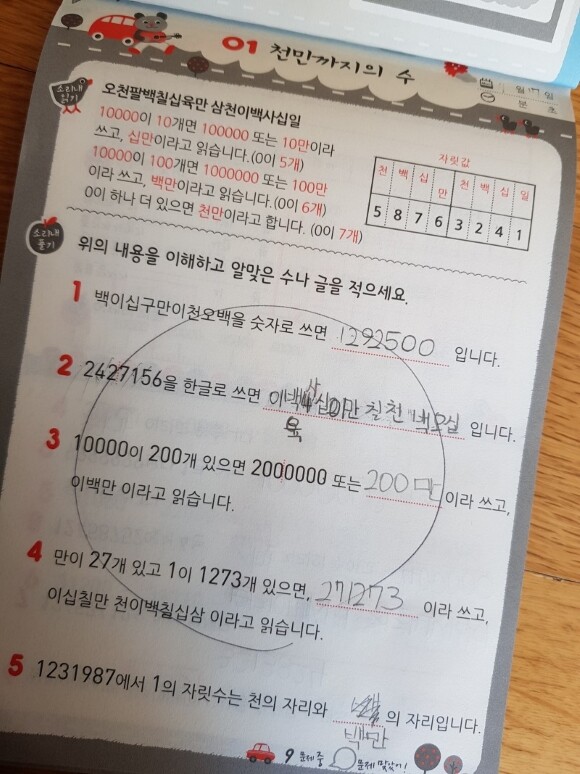 01 천만까지의 수
월 17 일
분 초
소리내
읽기
오천팔백칠십육만 삼천이백사십일
10000이 10개면 100000 또는 10만이라
쓰고, 십만이라고 읽습니다.(0이 5개)
10000이 100개면 1000000 또는 100만
이라 쓰고, 백만이라고 읽습니다.(0이 6개)
0이 하나 더 있으면 천만이라고 합니다. (0이 7개)
자릿값
천 백 십 만 천 백 십 일
5 8 7 6 3 2 4 1
소리내
풀기
위의 내용을 이해하고 알맞은 수나 글을 적으세요.
1 백이십구만이천오백을 숫자로 쓰면 1292500 입니다.
2 2427156을 한글로 쓰면 이백사십이만 칠천 백오십 입니다.
육
3 10000이 200개 있으면 2000000 또는 200만 이라 쓰고,
이백만 이라고 읽습니다.
4 만이 27개 있고 1이 1273개 있으면, 271273 이라 쓰고,
이십칠만 천이백칠십삼 이라고 읽습니다.
5 1231987에서 1의 자릿수는 천의 자리와 의 자리입니다.
백만
9 문제 중 문제 맞았어!